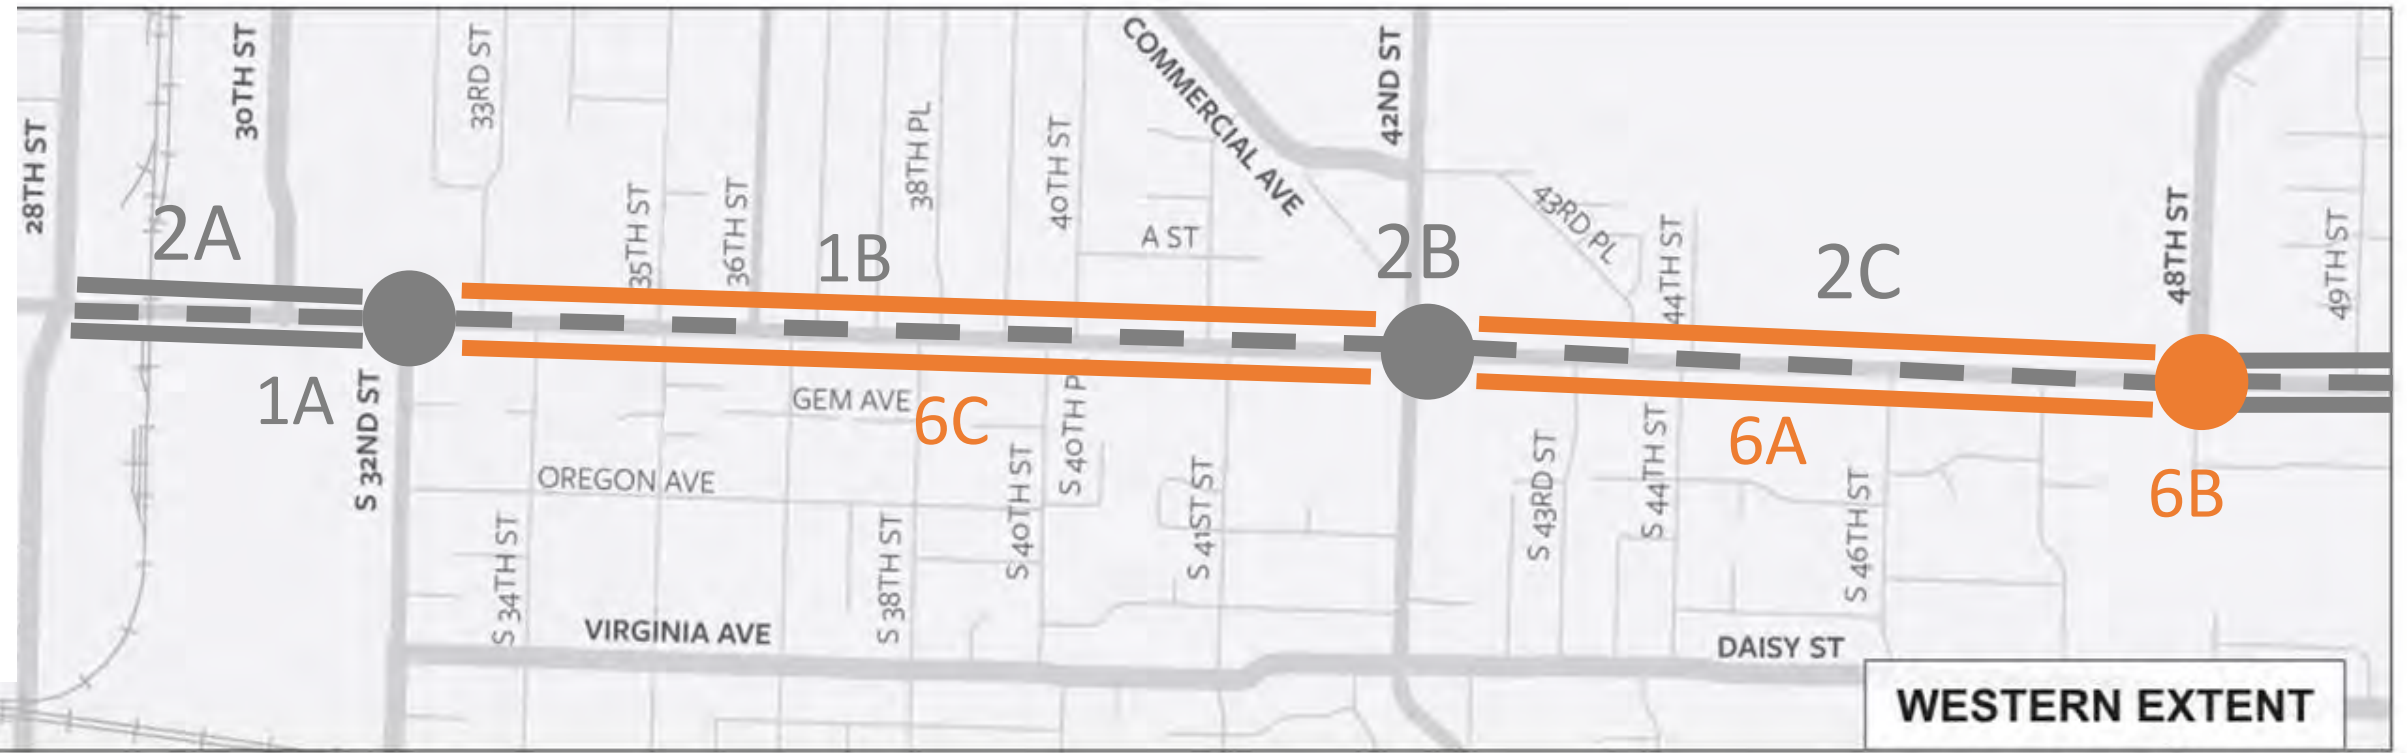 28TH ST
30TH ST
33RD ST
35TH ST
36TH ST
38TH PL
40TH ST
COMMERCIAL AVE
A ST
42ND ST
43RD PL
44TH ST
48TH ST
49TH ST
2A
1B
2B
2C
1A
6C
6A
6B
S 32ND ST
GEM AVE
OREGON AVE
S 34TH ST
S 38TH ST
S 40TH ST
S 40TH P
S 41ST ST
S 43RD ST
S 44TH ST
S 46TH ST
VIRGINIA AVE
DAISY ST
WESTERN EXTENT